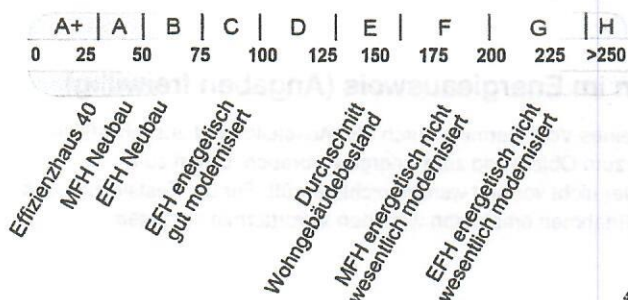 A+ | A | B | C | D | E | F | G | H
0 25 50 75 100 125 150 175 200 225 >250
Effizienzhaus 40
MFH Neubau
EFH Neubau
EFH energetisch
gut modernisiert
Durchschnitt
Wohngebäudebestand
MFH energetisch nicht
wesentlich modernisiert
EFH energetisch nicht
wesentlich modernisiert